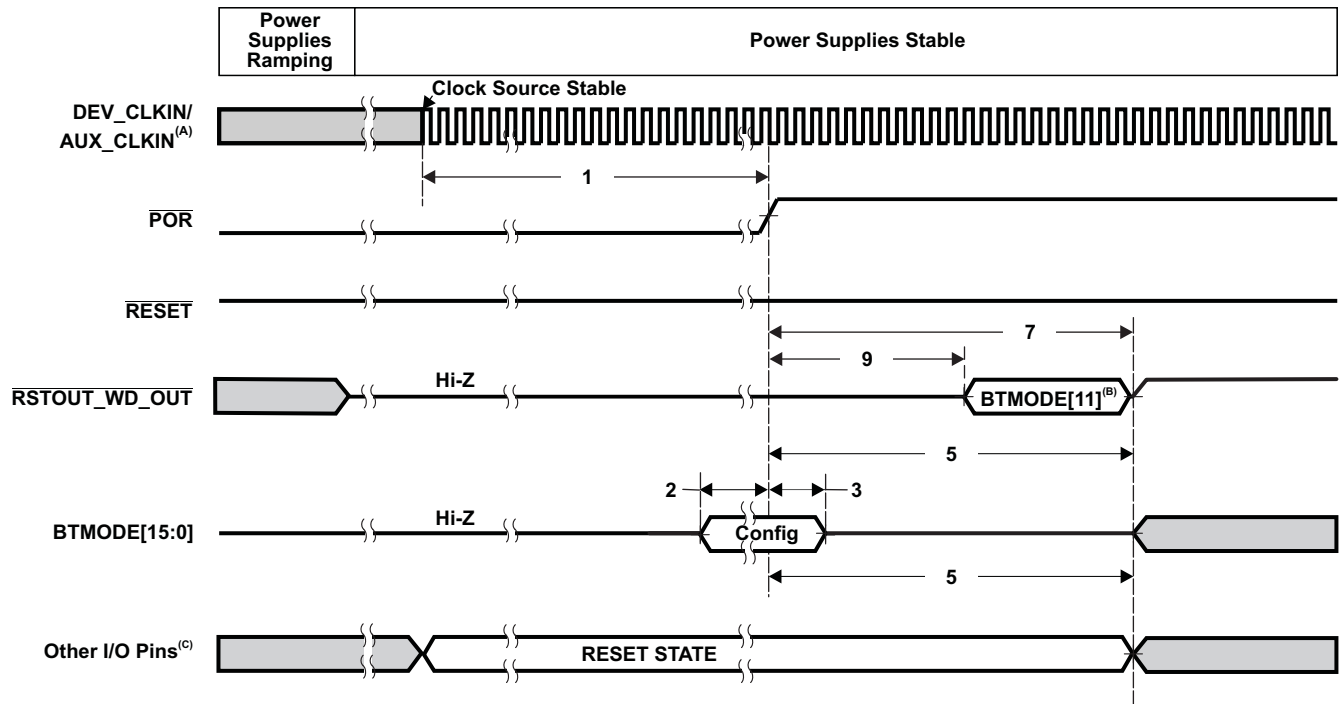 Power
Supplies
Ramping
Power Supplies Stable
Clock Source Stable
DEV_CLKIN/
AUX_CLKIN(A)
1
POR
RESET
7
9
RSTOUT_WD_OUT
Hi-Z
BTMODE[11](B)
5
2
3
BTMODE[15:0]
Hi-Z
Config
5
Other I/O Pins(C)
RESET STATE